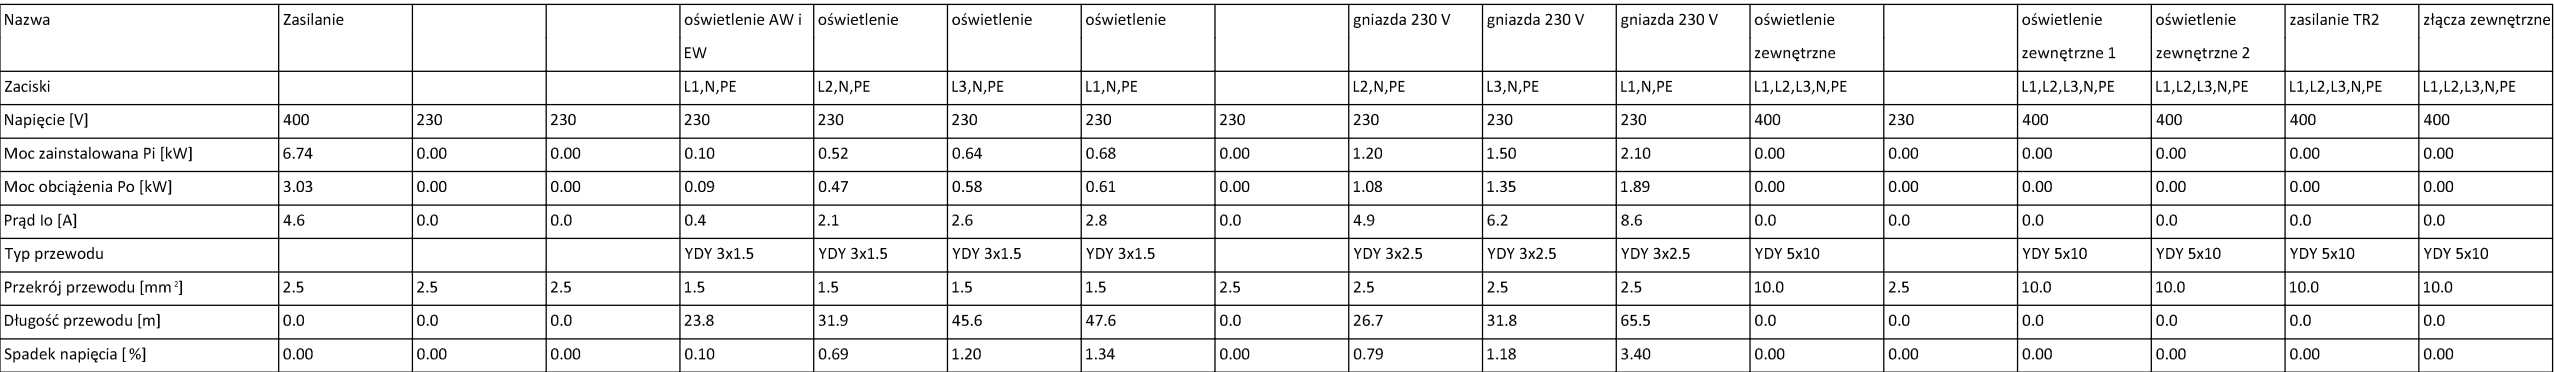 Nazwa Zasilanie oświetlenie AW i oświetlenie oświetlenie oświetlenie gniazda 230 V gniazda 230 V gniazda 230 V oświetlenie oświetlenie oświetlenie zasilanie TR2 złącza zewnętrzne
EW zewnętrzne zewnętrzne 1 zewnętrzne 2
Zaciski L1,N,PE L2,N,PE L3,N,PE L1,N,PE L2,N,PE L3,N,PE L1,N,PE L1,L2,L3,N,PE L1,L2,L3,N,PE L1,L2,L3,N,PE L1,L2,L3,N,PE L1,L2,L3,N,PE
Napięcie [V] 400 230 230 230 230 230 230 230 230 230 230 400 230 400 400 400 400
Moc zainstalowana Pi [kW] 6.74 0.00 0.00 0.10 0.52 0.64 0.68 0.00 1.20 1.50 2.10 0.00 0.00 0.00 0.00 0.00 0.00
Moc obciążenia Po [kW] 3.03 0.00 0.00 0.09 0.47 0.58 0.61 0.00 1.08 1.35 1.89 0.00 0.00 0.00 0.00 0.00 0.00
Prąd Io [A] 4.6 0.0 0.0 0.4 2.1 2.6 2.8 0.0 4.9 6.2 8.6 0.0 0.0 0.0 0.0 0.0 0.0
Typ przewodu YDY 3x1.5 YDY 3x1.5 YDY 3x1.5 YDY 3x1.5 YDY 3x2.5 YDY 3x2.5 YDY 3x2.5 YDY 5x10 YDY 5x10 YDY 5x10 YDY 5x10 YDY 5x10
Przekrój przewodu [mm²] 2.5 2.5 2.5 1.5 1.5 1.5 1.5 2.5 2.5 2.5 2.5 10.0 2.5 10.0 10.0 10.0 10.0
Długość przewodu [m] 0.0 0.0 0.0 23.8 31.9 45.6 47.6 0.0 26.7 31.8 65.5 0.0 0.0 0.0 0.0 0.0 0.0
Spadek napięcia [%] 0.00 0.00 0.00 0.10 0.69 1.20 1.34 0.00 0.79 1.18 3.40 0.00 0.00 0.00 0.00 0.00 0.00